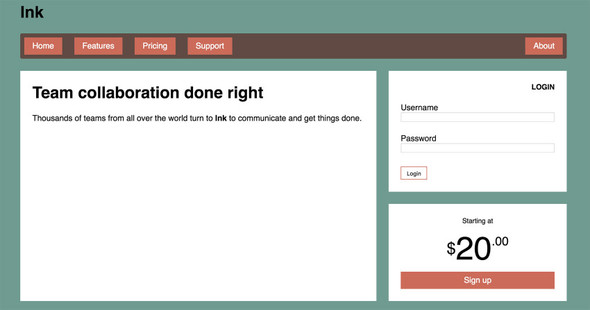 Ink
Home Features Pricing Support About
Team collaboration done right
Thousands of teams from all over the world turn to Ink to communicate and get things done.
LOGIN
Username
Password
Login
Starting at
$20.00
Sign up